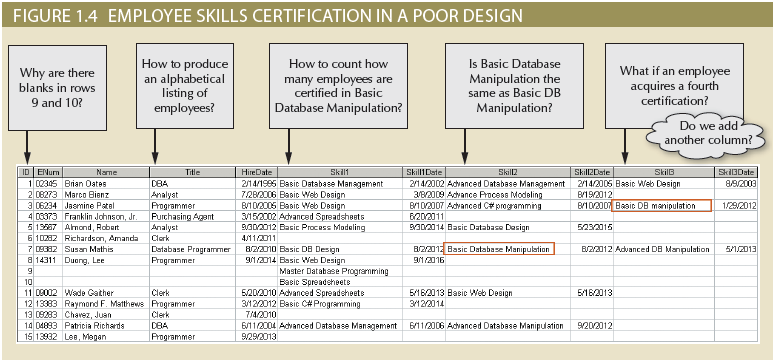 FIGURE 1.4 EMPLOYEE SKILLS CERTIFICATION IN A POOR DESIGN
Why are there
blanks in rows
9 and 10?
How to produce
an alphabetical
listing of
employees?
How to count how
many employees are
certified in Basic
Database Manipulation?
Is Basic Database
Manipulation the
same as Basic DB
Manipulation?
What if an employee
acquires a fourth
certification?
Do we add
another column?
ID ENum Name Title HireDate Skill1 Skill1Date Skill2 Skill2Date Skill3 Skill3Date
1 02345 Brian Oates DBA 2/14/1995 Basic Database Management 2/14/2002 Advanced Database Management 2/14/2005 Basic Web Design 8/9/2003
2 08273 Marco Bienz Analyst 7/28/2006 Basic Web Design 3/8/2009 Advanced Process Modeling 8/19/2012
3 06234 Jasmine Patel Programmer 8/10/2005 Basic Web Design 8/10/2007 Advanced C# programming 8/10/2007 Basic DB manipulation 1/29/2012
4 03373 Franklin Johnson, Jr. Purchasing Agent 3/15/2002 Advanced Spreadsheets 6/20/2011
5 13567 Almond, Robert Analyst 9/30/2012 Basic Process Modeling 9/30/2014 Basic Database Design 5/23/2015
6 10282 Richardson, Amanda Clerk 4/11/2011
7 09382 Susan Mathis Database Programmer 8/2/2010 Basic DB Design 8/2/2012 Basic Database Manipulation 8/2/2012 Advanced DB Manipulation 5/1/2013
8 14311 Duong, Lee Programmer 9/1/2014 Basic Web Design 9/1/2016
9 Master Database Programming
10 Basic Spreadsheets
11 09002 Wade Gaither Clerk 5/20/2010 Advanced Spreadsheets 5/16/2013 Basic Web Design 5/16/2013
12 13383 Raymond F. Matthews Programmer 3/12/2012 Basic C# Programming 3/12/2014
13 09283 Chavez, Juan Clerk 7/4/2010
14 04893 Patricia Richards DBA 6/11/2004 Advanced Database Management 6/11/2006 Advanced Database Manipulation 9/20/2012
15 13932 Lee, Megan Programmer 9/29/2013